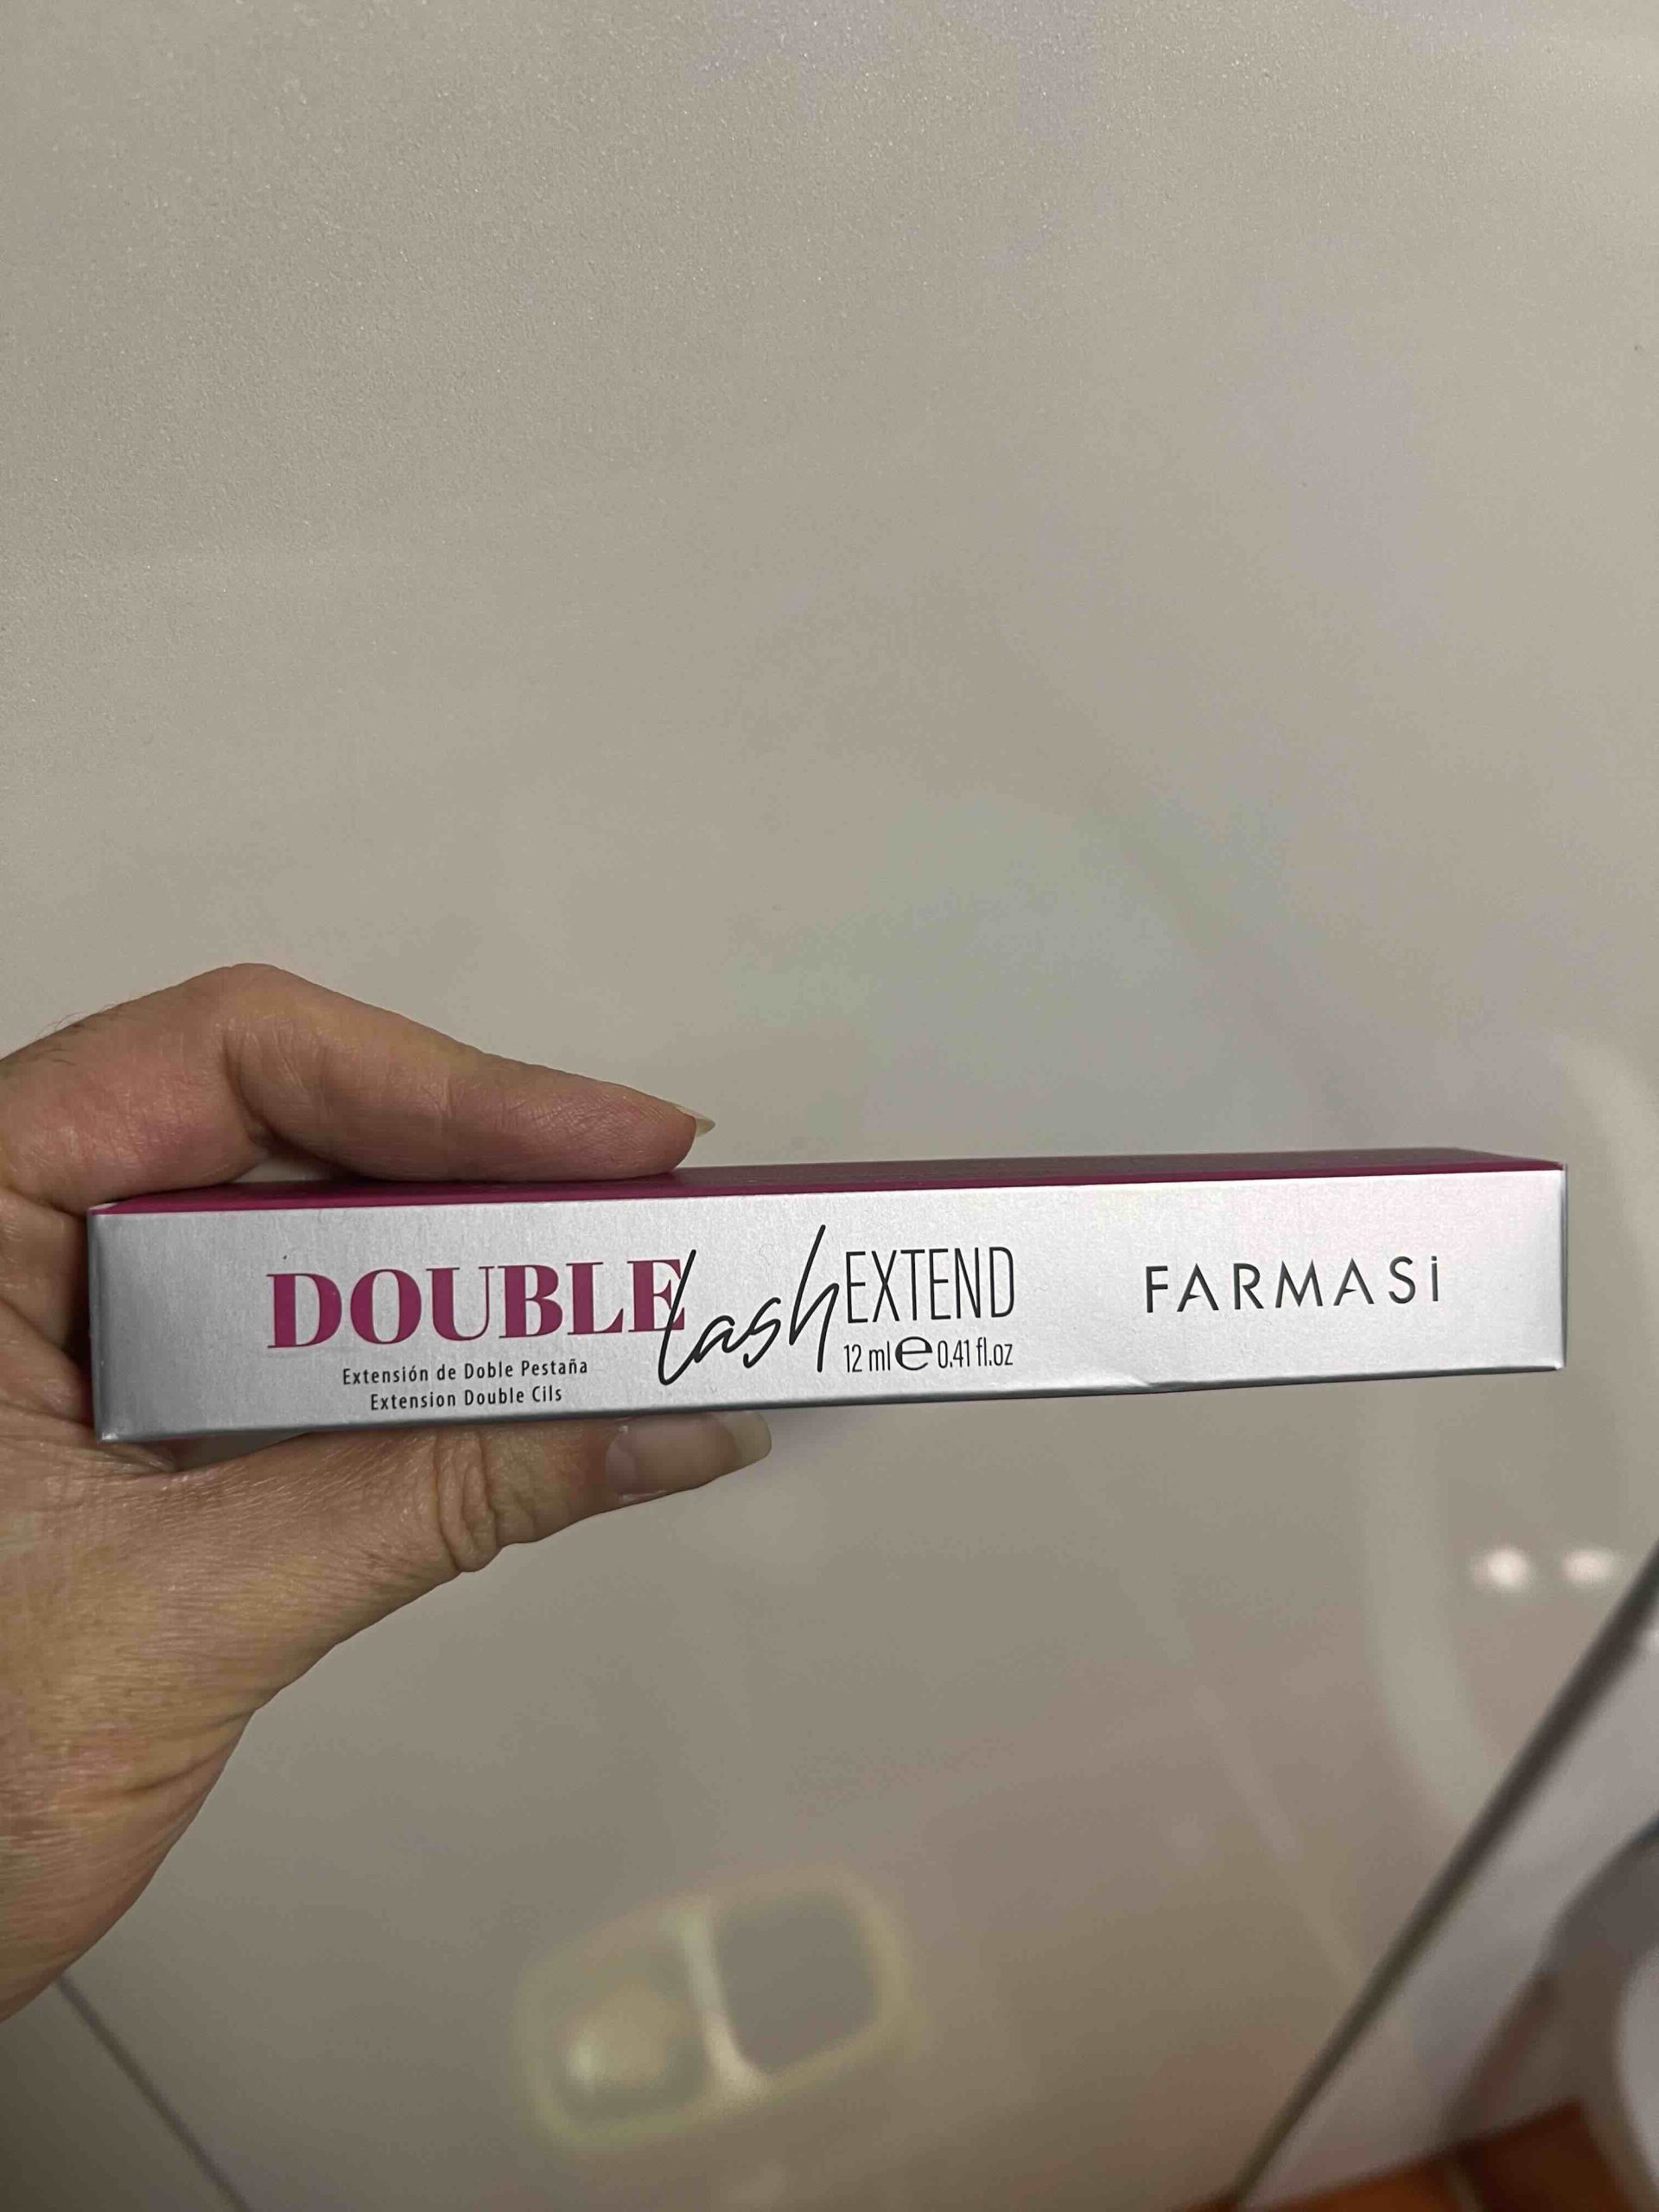 DOUBLE lash EXTEND
12 ml e 0.41 fl.oz
Extensión de Doble Pestaña
Extension Double Cils
FARMASi